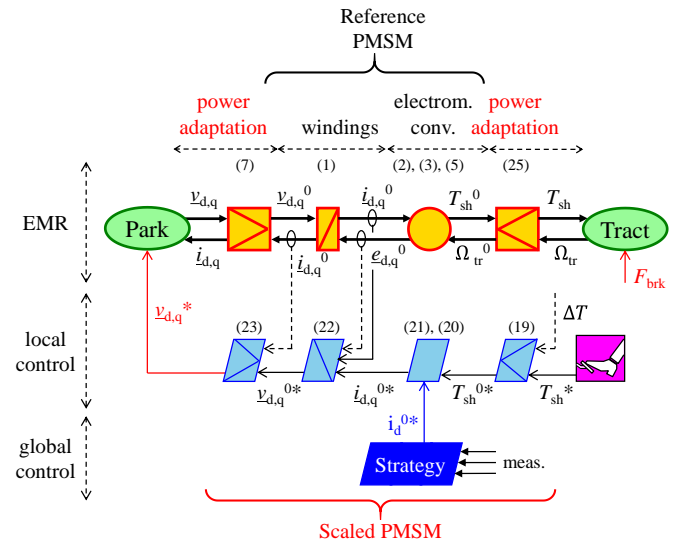 Reference
PMSM
power
adaptation
windings
electrom.
conv.
power
adaptation
(7)
(1)
(2), (3), (5)
(25)
EMR
v_d,q
v_d,q^0
i_d,q^0
T_sh^0
T_sh
Park
Tract
i_d,q
i_d,q^0
e_d,q^0
Ω_tr^0
Ω_tr
F_brk
v_d,q*
ΔT
local
control
(23)
(22)
(21), (20)
(19)
v_d,q^0*
i_d,q^0*
T_sh^0*
T_sh*
i_d^0*
global
control
Strategy
meas.
Scaled PMSM